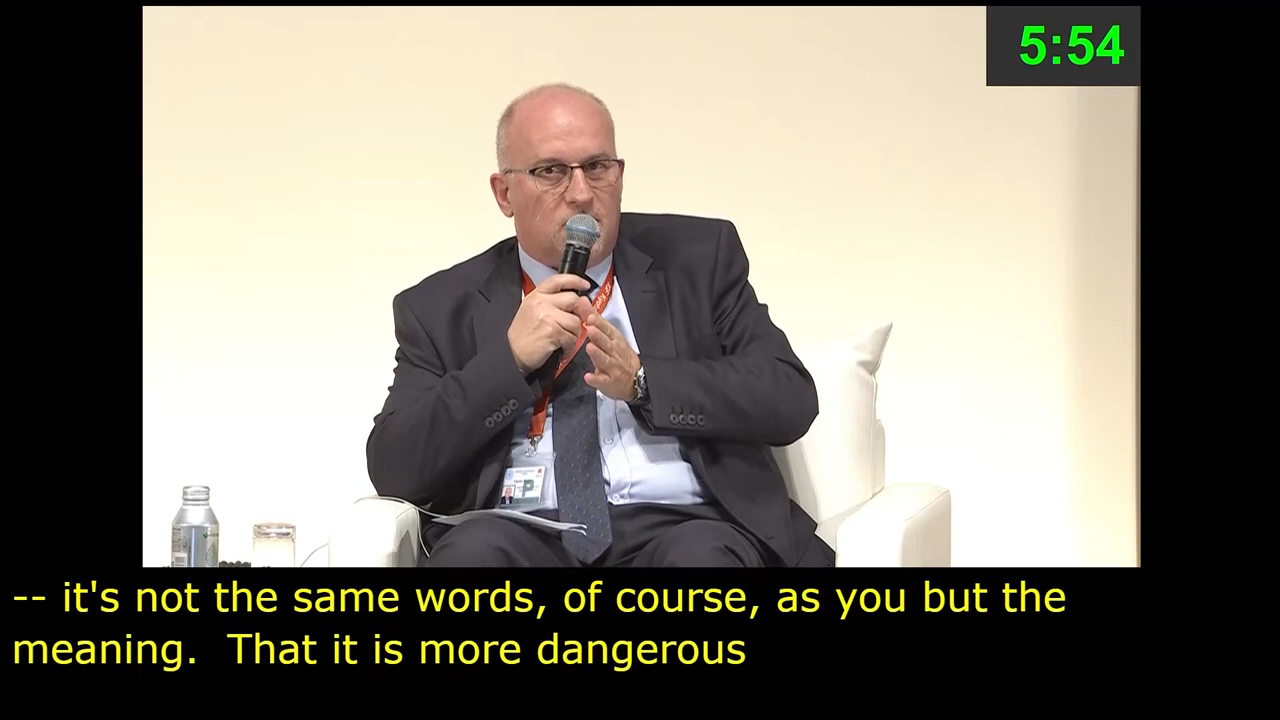 5:54
-- it's not the same words, of course, as you but the
meaning.  That it is more dangerous